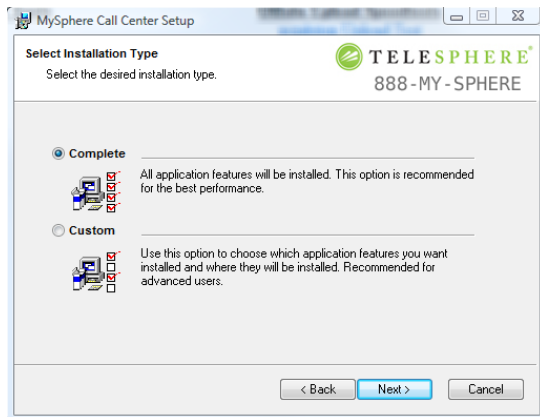 MySphere Call Center Setup
Select Installation Type
Select the desired installation type.
TELESPHERE®
888-MY-SPHERE
Complete
All application features will be installed. This option is recommended
for the best performance.
Custom
Use this option to choose which application features you want
installed and where they will be installed. Recommended for
advanced users.
< Back
Next >
Cancel